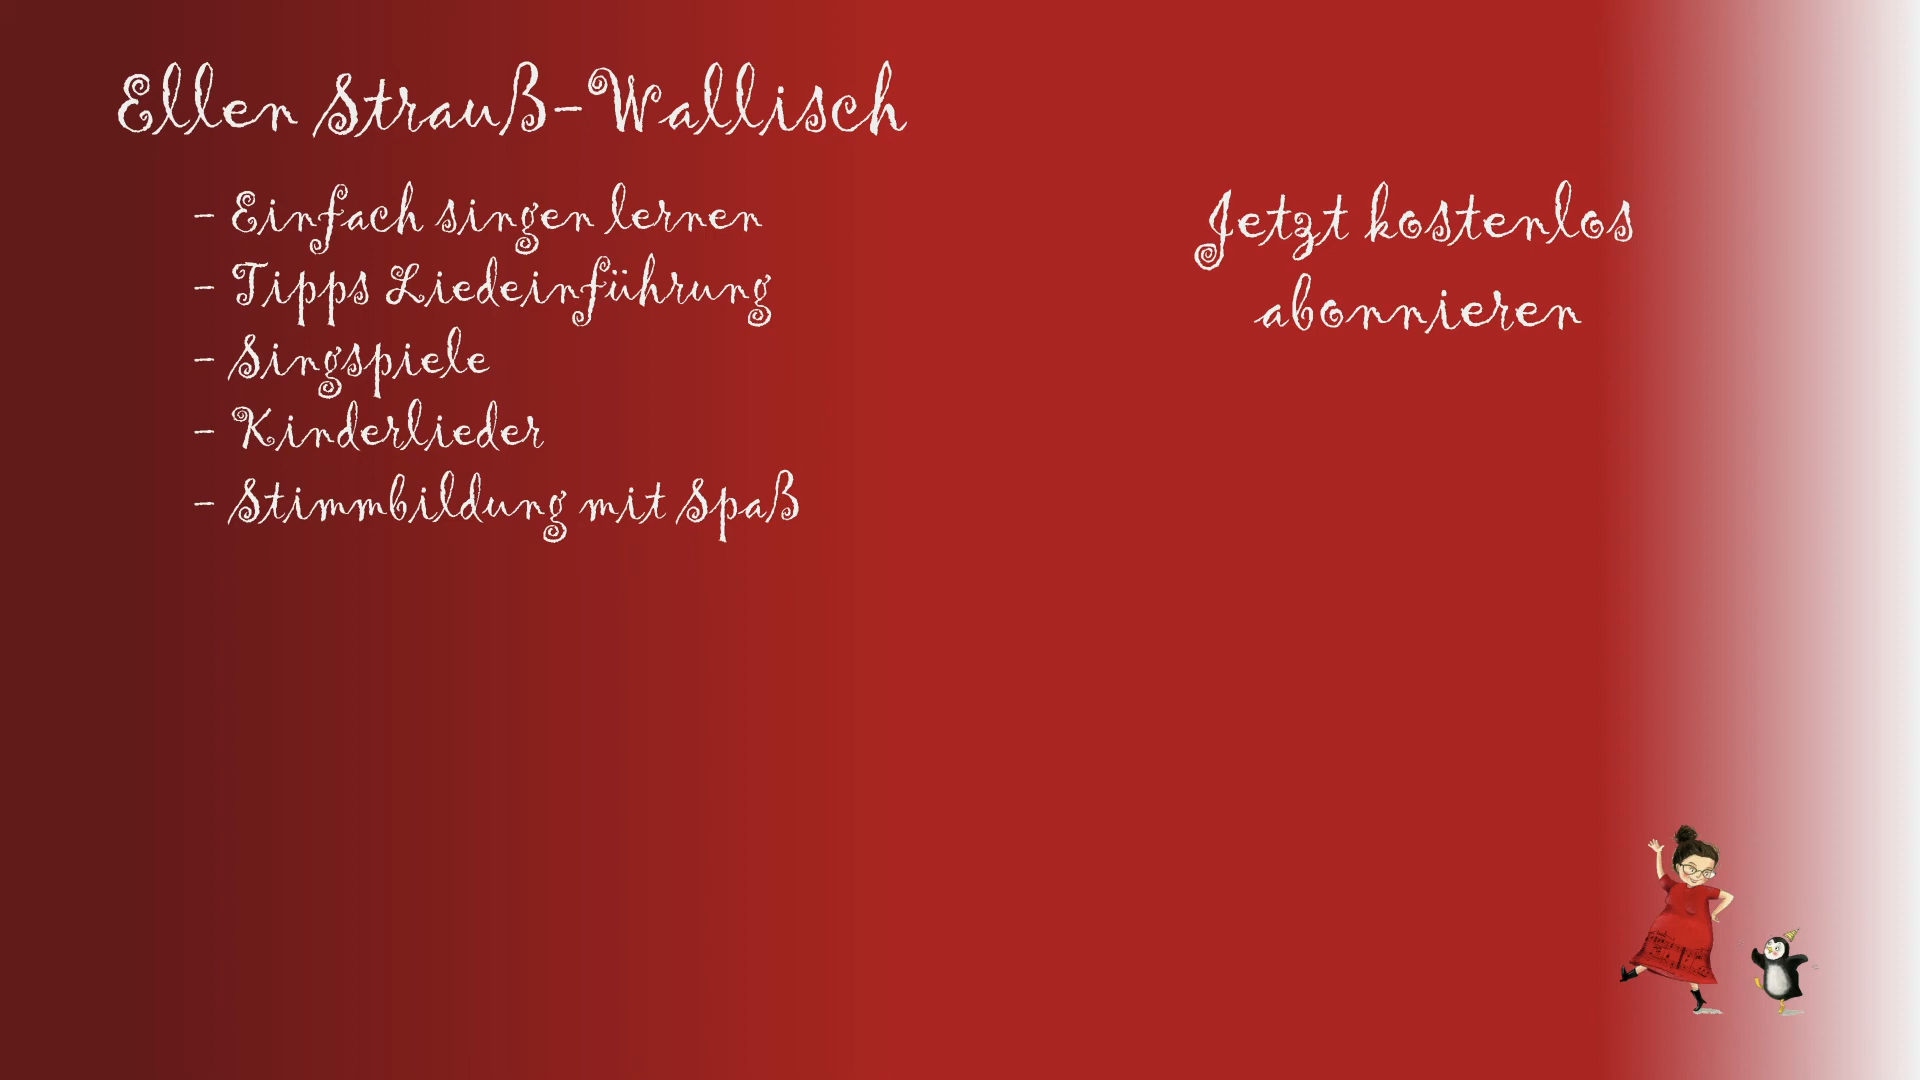 Ellen Strauß-Wallisch
- Einfach singen lernen
- Tipps Liedeinführung
- Singspiele
- Kinderlieder
- Stimmbildung mit Spaß
Jetzt kostenlos
abonnieren